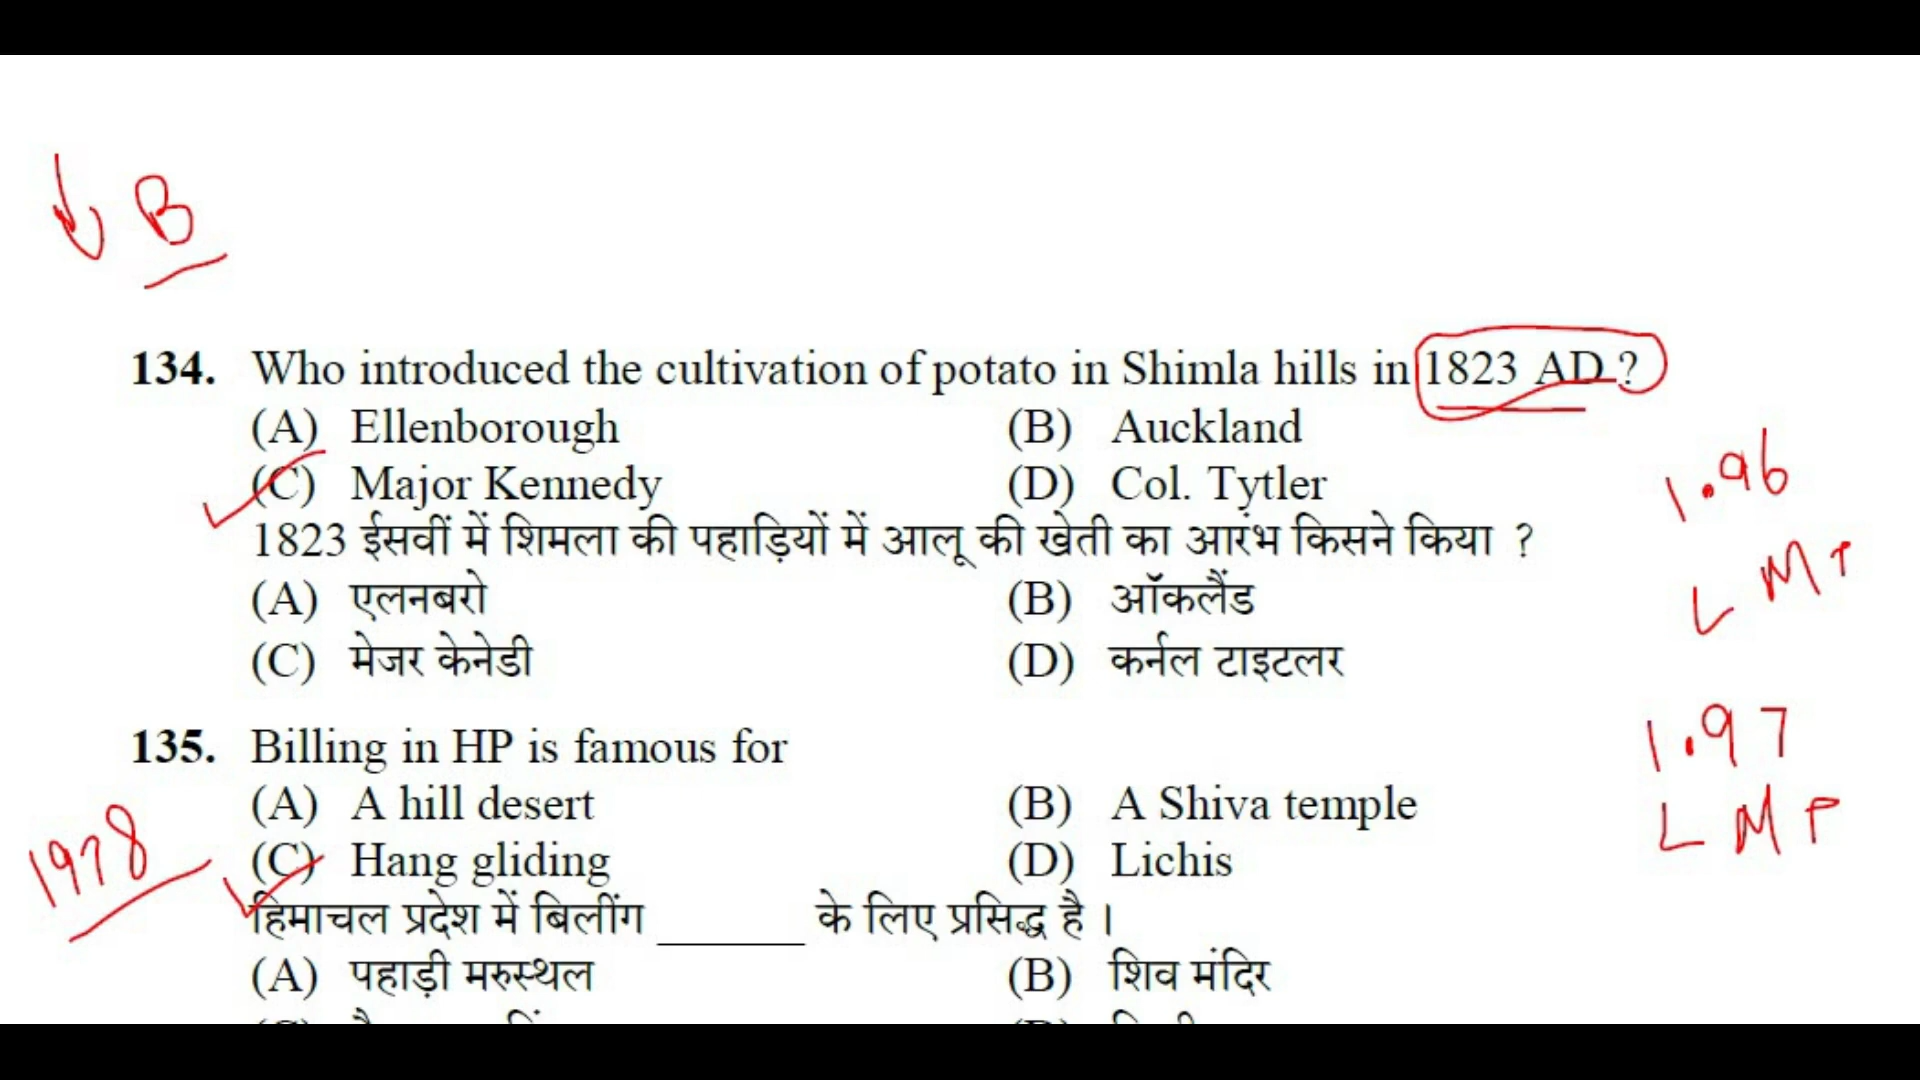 B
134. Who introduced the cultivation of potato in Shimla hills in 1823 AD ?
(A) Ellenborough (B) Auckland
(C) Major Kennedy (D) Col. Tytler
1.96
1823 ईसवीं में शिमला की पहाड़ियों में आलू की खेती का आरंभ किसने किया ?
L M P
(A) एलनबरो (B) ऑकलैंड
(C) मेजर केनेडी (D) कर्नल टाइटलर
135. Billing in HP is famous for
1.97
(A) A hill desert (B) A Shiva temple
L M P
1978
(C) Hang gliding (D) Lichis
हिमाचल प्रदेश में बिलींग ______ के लिए प्रसिद्ध है ।
(A) पहाड़ी मरुस्थल (B) शिव मंदिर